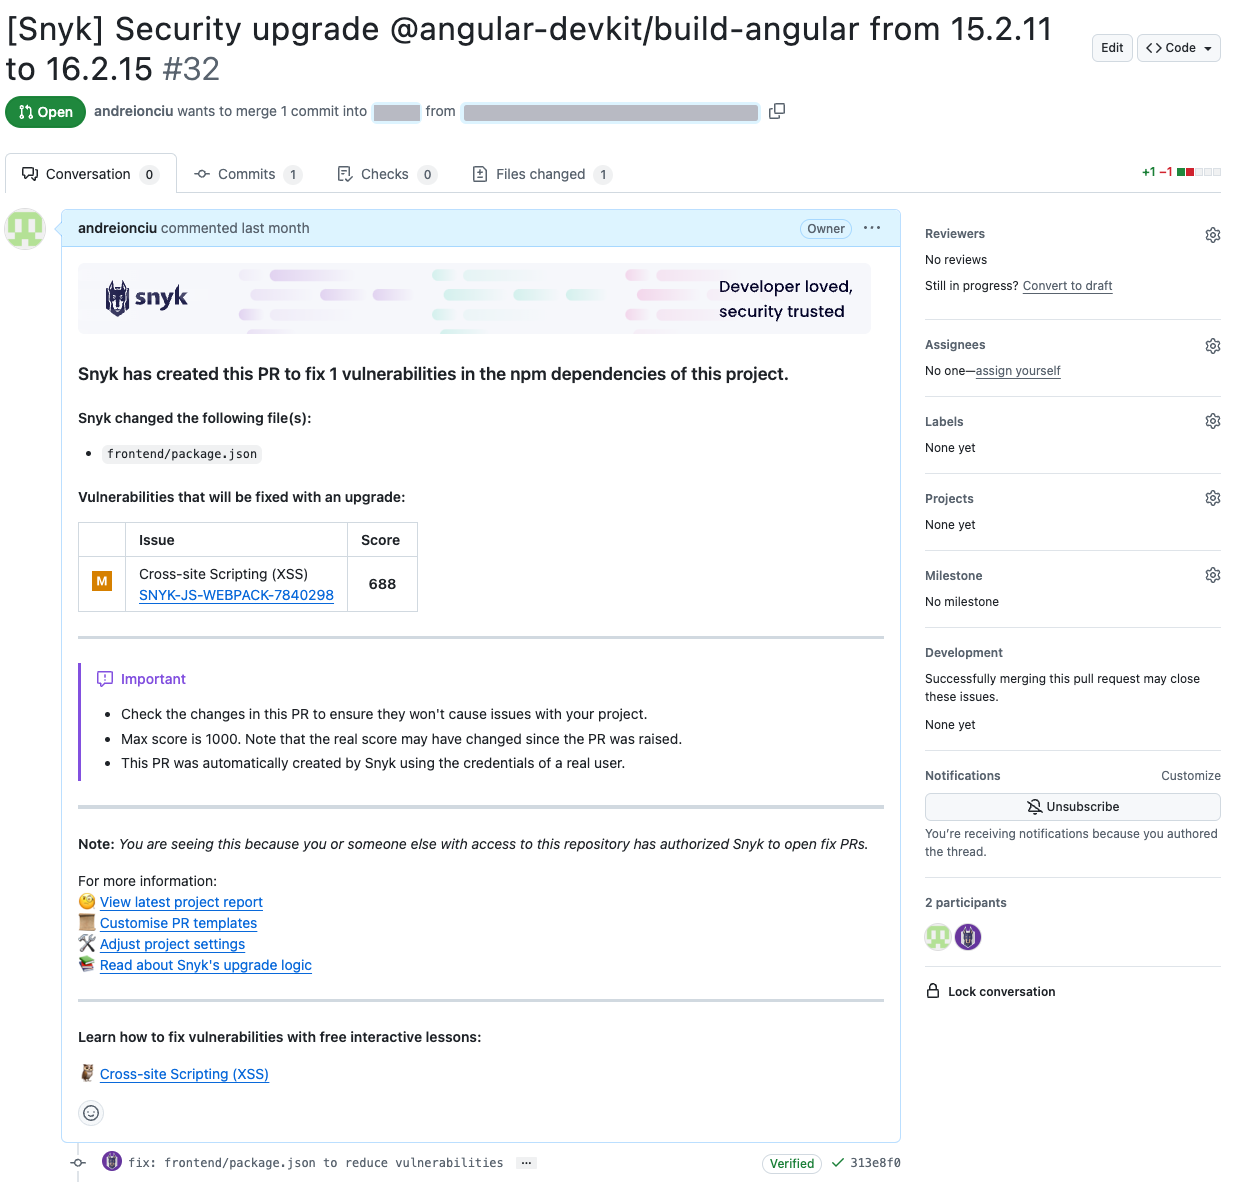 [Snyk] Security upgrade @angular-devkit/build-angular from 15.2.11
to 16.2.15 #32
Edit
Code
Open
andreionciu wants to merge 1 commit into
from
Conversation 0
Commits 1
Checks 0
Files changed 1
+1 −1
andreionciu commented last month
Owner
snyk
Developer loved,
security trusted
Snyk has created this PR to fix 1 vulnerabilities in the npm dependencies of this project.
Snyk changed the following file(s):
frontend/package.json
Vulnerabilities that will be fixed with an upgrade:
Issue Score
M Cross-site Scripting (XSS)
SNYK-JS-WEBPACK-7840298
688
Important
Check the changes in this PR to ensure they won't cause issues with your project.
Max score is 1000. Note that the real score may have changed since the PR was raised.
This PR was automatically created by Snyk using the credentials of a real user.
Note: You are seeing this because you or someone else with access to this repository has authorized Snyk to open fix PRs.
For more information:
View latest project report
Customise PR templates
Adjust project settings
Read about Snyk's upgrade logic
Learn how to fix vulnerabilities with free interactive lessons:
Cross-site Scripting (XSS)
fix: frontend/package.json to reduce vulnerabilities ...
Verified
313e8f0
Reviewers
No reviews
Still in progress? Convert to draft
Assignees
No one—assign yourself
Labels
None yet
Projects
None yet
Milestone
No milestone
Development
Successfully merging this pull request may close
these issues.
None yet
Notifications Customize
Unsubscribe
You're receiving notifications because you authored
the thread.
2 participants
Lock conversation